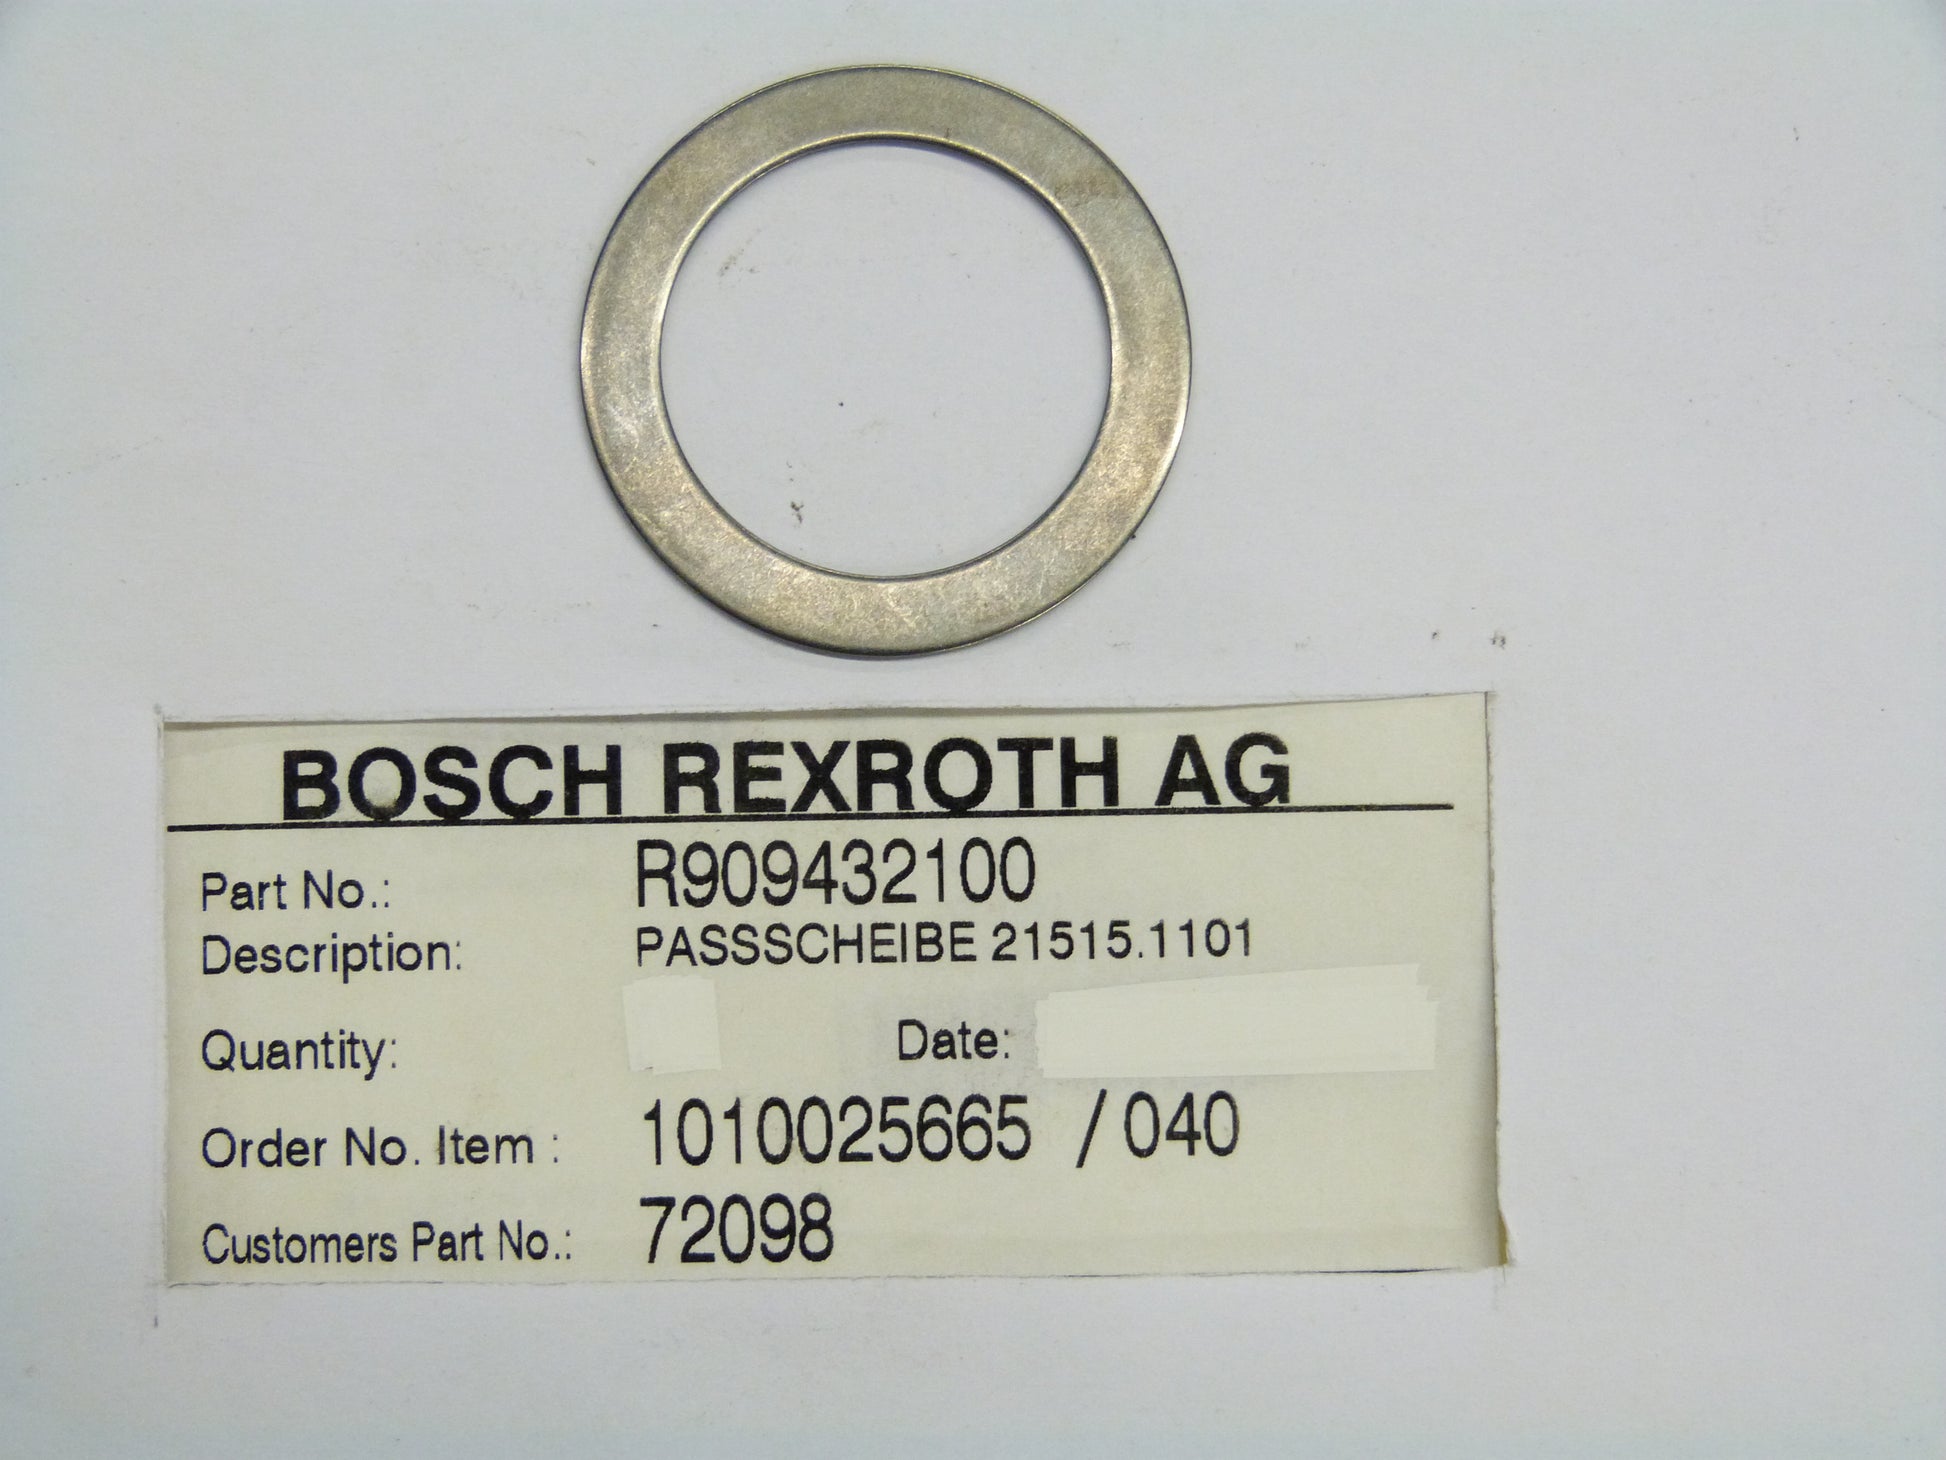 BOSCH REXROTH AG
Part No.: R909432100
Description: PASSSCHEIBE 21515.1101
Quantity: Date:
Order No. Item : 1010025665 / 040
Customers Part No.: 72098